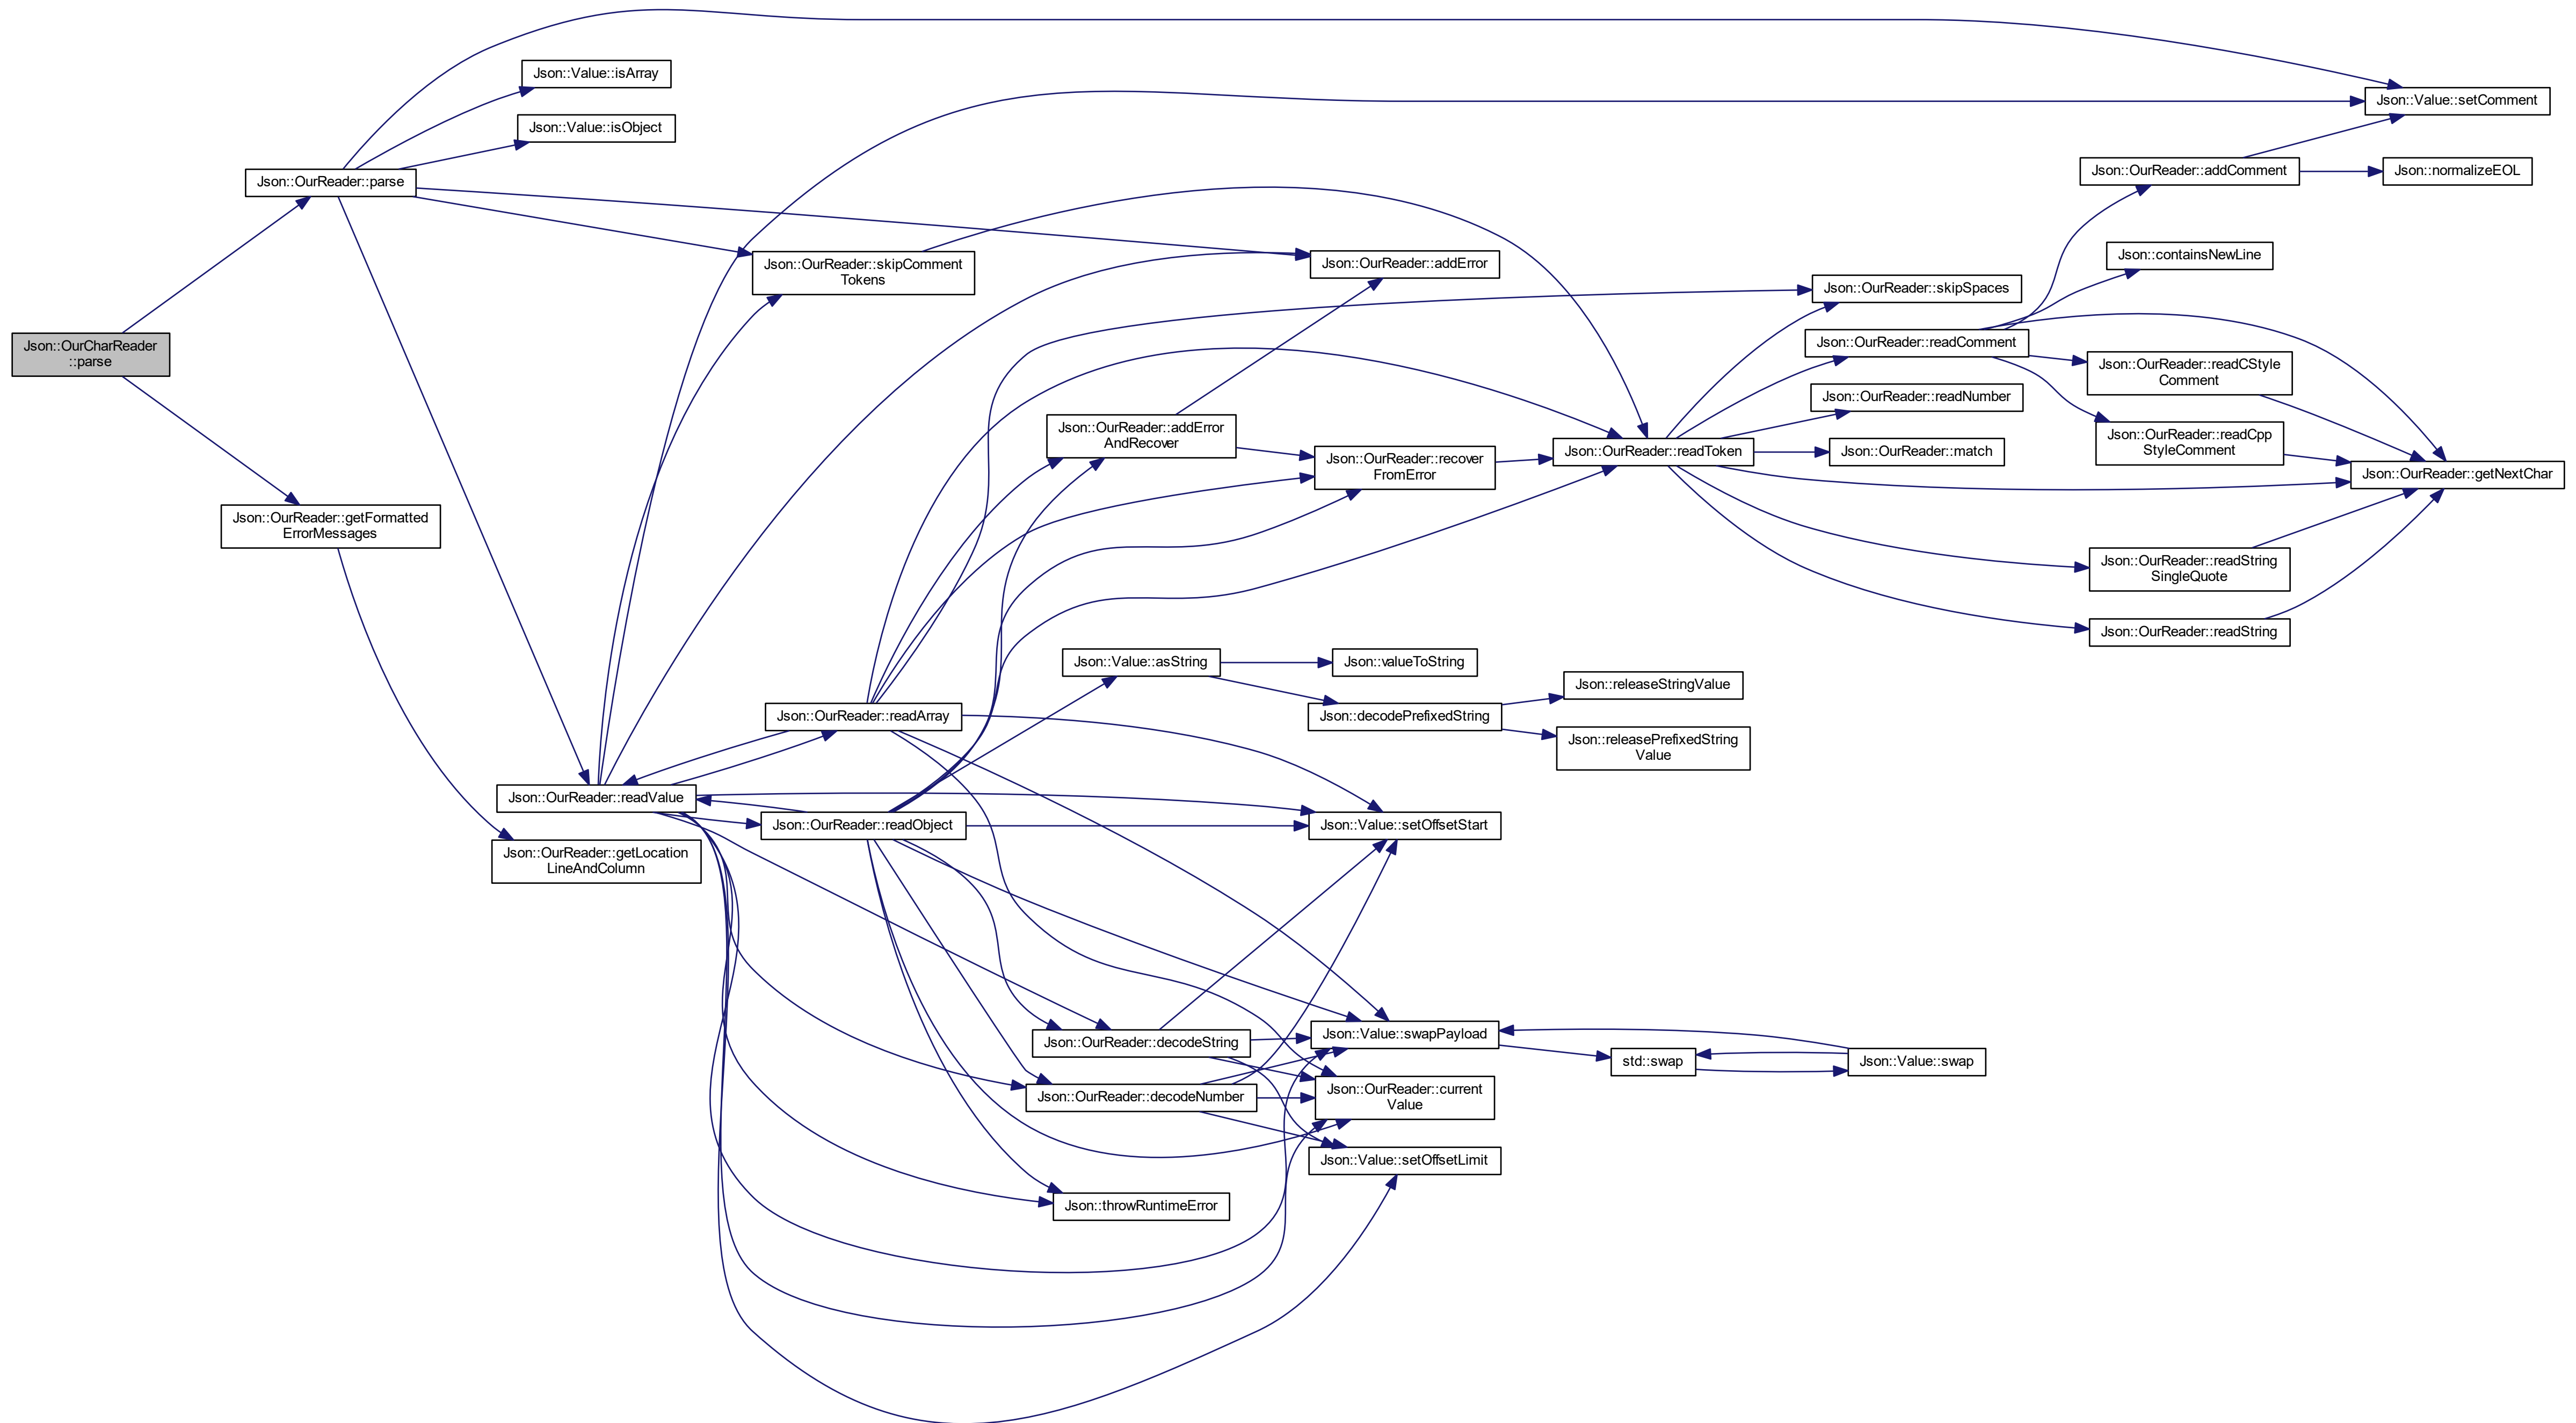 Json::OurCharReader
::parse
Json::OurReader::parse
Json::OurReader::getFormatted
ErrorMessages
Json::Value::isArray
Json::Value::isObject
Json::OurReader::skipComment
Tokens
Json::OurReader::readValue
Json::OurReader::getLocation
LineAndColumn
Json::OurReader::readArray
Json::OurReader::readObject
Json::OurReader::addError
AndRecover
Json::Value::asString
Json::OurReader::decodeString
Json::OurReader::decodeNumber
Json::throwRuntimeError
Json::OurReader::addError
Json::OurReader::recover
FromError
Json::valueToString
Json::decodePrefixedString
Json::Value::setOffsetStart
Json::Value::swapPayload
Json::OurReader::current
Value
Json::Value::setOffsetLimit
Json::OurReader::readToken
Json::releaseStringValue
Json::releasePrefixedString
Value
std::swap
Json::Value::swap
Json::OurReader::skipSpaces
Json::OurReader::readComment
Json::OurReader::readNumber
Json::OurReader::match
Json::OurReader::addComment
Json::containsNewLine
Json::OurReader::readCStyle
Comment
Json::OurReader::readCpp
StyleComment
Json::OurReader::readString
SingleQuote
Json::OurReader::readString
Json::Value::setComment
Json::normalizeEOL
Json::OurReader::getNextChar